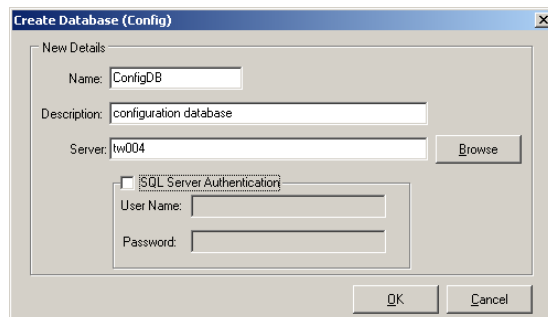 Create Database (Config)
New Details
Name: ConfigDB
Description: configuration database
Server: tw004 Browse
SQL Server Authentication
User Name:
Password:
OK Cancel